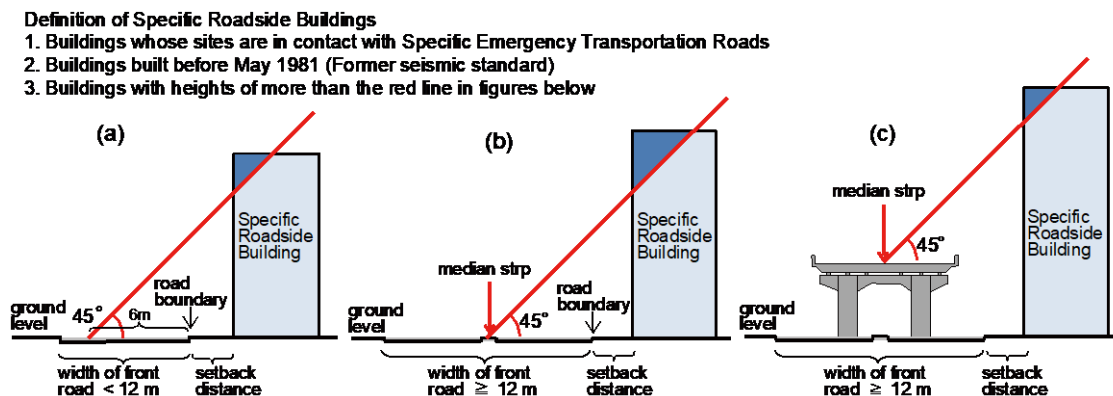 Definition of Specific Roadside Buildings
1. Buildings whose sites are in contact with Specific Emergency Transportation Roads
2. Buildings built before May 1981 (Former seismic standard)
3. Buildings with heights of more than the red line in figures below
(a)
Specific
Roadside
Building
road
boundary
ground
level
45°
6m
width of front
road < 12 m
setback
distance
(b)
Specific
Roadside
Building
median strp
road
boundary
ground
level
45°
width of front
road ≧ 12 m
setback
distance
(c)
median strp
45°
Specific
Roadside
Building
ground
level
width of front
road ≧ 12 m
setback
distance